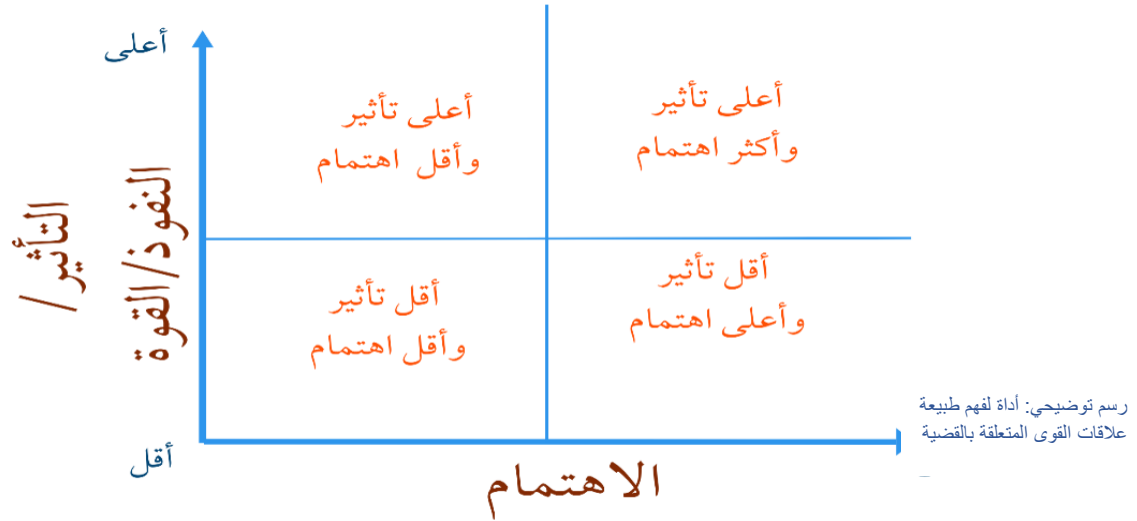 أعلى
أعلى تأثير
وأكثر اهتمام
أعلى تأثير
وأقل اهتمام
التأثير /
النفوذ/القوة
أقل تأثير
وأعلى اهتمام
أقل تأثير
وأقل اهتمام
رسم توضيحي: أداة لفهم طبيعة
علاقات القوى المتعلقة بالقضية
أقل
الاهتمام